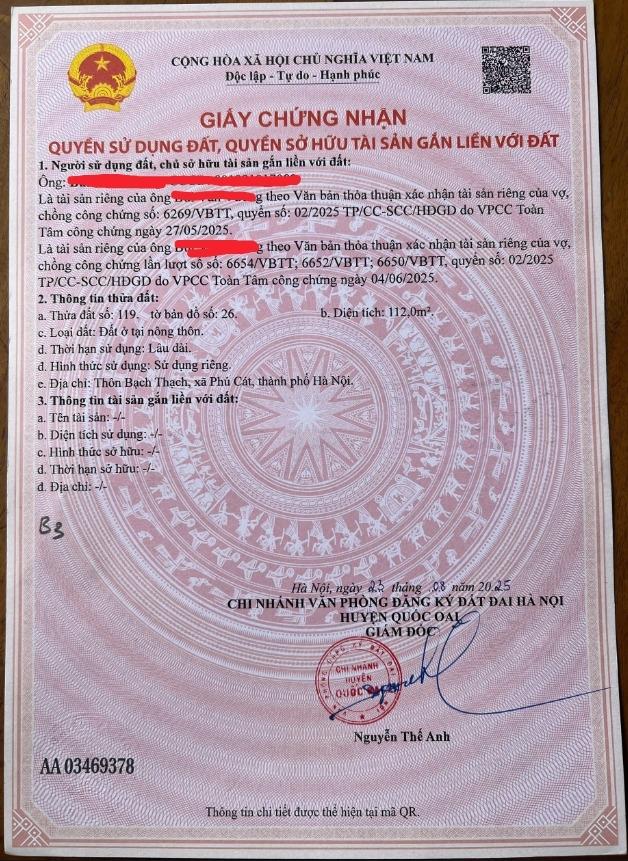 CỘNG HÒA XÃ HỘI CHỦ NGHĨA VIỆT NAM
Độc lập - Tự do - Hạnh phúc
GIẤY CHỨNG NHẬN
QUYỀN SỬ DỤNG ĐẤT, QUYỀN SỞ HỮU TÀI SẢN GẮN LIỀN VỚI ĐẤT
1. Người sử dụng đất, chủ sở hữu tài sản gắn liền với đất:
Ông:
Là tài sản riêng của ông theo Văn bản thỏa thuận xác nhận tài sản riêng của vợ,
chồng công chứng số: 6269/VBTT, quyển số: 02/2025 TP/CC-SCC/HDGD do VPCC Toàn
Tâm công chứng ngày 27/05/2025.
Là tài sản riêng của ông theo Văn bản thỏa thuận xác nhận tài sản riêng của vợ,
chồng công chứng lần lượt số số: 6654/VBTT; 6652/VBTT; 6650/VBTT, quyển số: 02/2025
TP/CC-SCC/HDGD do VPCC Toàn Tâm công chứng ngày 04/06/2025.
2. Thông tin thửa đất:
a. Thửa đất số: 119. tờ bản đồ số: 26. b. Diện tích: 112,0m².
c. Loại đất: Đất ở tại nông thôn.
d. Thời hạn sử dụng: Lâu dài.
đ. Hình thức sử dụng: Sử dụng riêng.
e. Địa chỉ: Thôn Bạch Thạch, xã Phú Cát, thành phố Hà Nội.
3. Thông tin tài sản gắn liền với đất:
a. Tên tài sản: -/-
b. Diện tích sử dụng: -/-
c. Hình thức sở hữu: -/-
d. Thời hạn sở hữu: -/-
đ. Địa chỉ: -/-
B3
Hà Nội, ngày 23 tháng 08 năm 2025
CHI NHÁNH VĂN PHÒNG ĐĂNG KÝ ĐẤT ĐAI HÀ NỘI
HUYỆN QUỐC OAI
GIÁM ĐỐC
CHI NHÁNH
HUYỆN
QUỐC
Nguyễn Thế Anh
AA 03469378
Thông tin chi tiết được thể hiện tại mã QR.